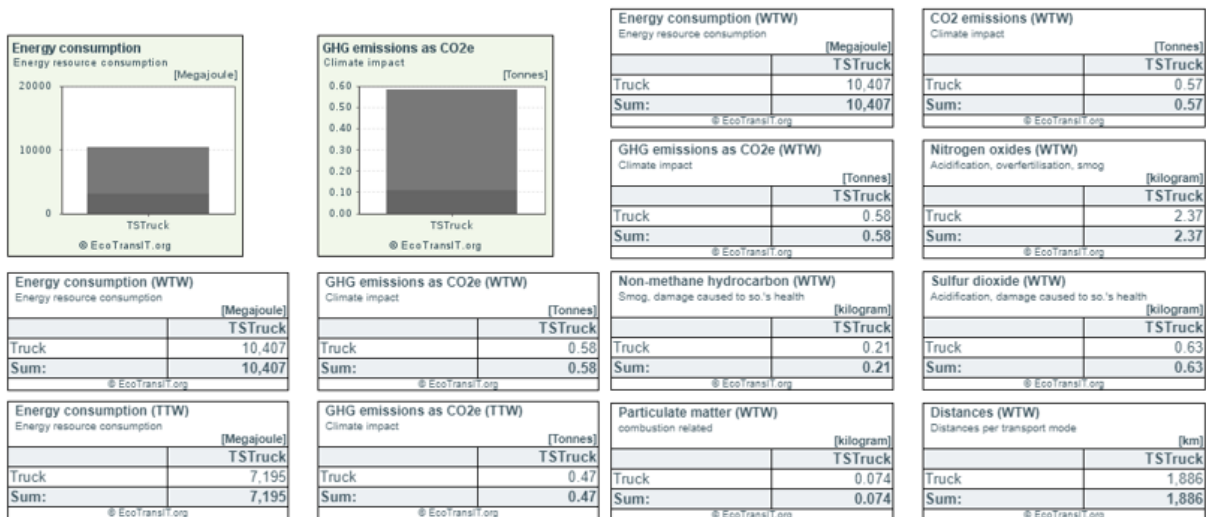 Energy consumption
Energy resource consumption
[Megajoule]
20000
10000
0
TSTruck
© EcoTransIT.org
GHG emissions as CO2e
Climate impact
[Tonnes]
0.60
0.50
0.40
0.30
0.20
0.10
0.00
TSTruck
© EcoTransIT.org
Energy consumption (WTW)
Energy resource consumption
[Megajoule]
TSTruck
Truck 10,407
Sum: 10,407
© EcoTransIT.org
CO2 emissions (WTW)
Climate impact
[Tonnes]
TSTruck
Truck 0.57
Sum: 0.57
© EcoTransIT.org
GHG emissions as CO2e (WTW)
Climate impact
[Tonnes]
TSTruck
Truck 0.58
Sum: 0.58
© EcoTransIT.org
Nitrogen oxides (WTW)
Acidification, overfertilisation, smog
[kilogram]
TSTruck
Truck 2.37
Sum: 2.37
© EcoTransIT.org
Energy consumption (WTW)
Energy resource consumption
[Megajoule]
TSTruck
Truck 10,407
Sum: 10,407
© EcoTransIT.org
GHG emissions as CO2e (WTW)
Climate impact
[Tonnes]
TSTruck
Truck 0.58
Sum: 0.58
© EcoTransIT.org
Non-methane hydrocarbon (WTW)
Smog, damage caused to so.'s health
[kilogram]
TSTruck
Truck 0.21
Sum: 0.21
© EcoTransIT.org
Sulfur dioxide (WTW)
Acidification, damage caused to so.'s health
[kilogram]
TSTruck
Truck 0.63
Sum: 0.63
© EcoTransIT.org
Energy consumption (TTW)
Energy resource consumption
[Megajoule]
TSTruck
Truck 7,195
Sum: 7,195
© EcoTransIT.org
GHG emissions as CO2e (TTW)
Climate impact
[Tonnes]
TSTruck
Truck 0.47
Sum: 0.47
© EcoTransIT.org
Particulate matter (WTW)
combustion related
[kilogram]
TSTruck
Truck 0.074
Sum: 0.074
© EcoTransIT.org
Distances (WTW)
Distances per transport mode
[km]
TSTruck
Truck 1,886
Sum: 1,886
© EcoTransIT.org